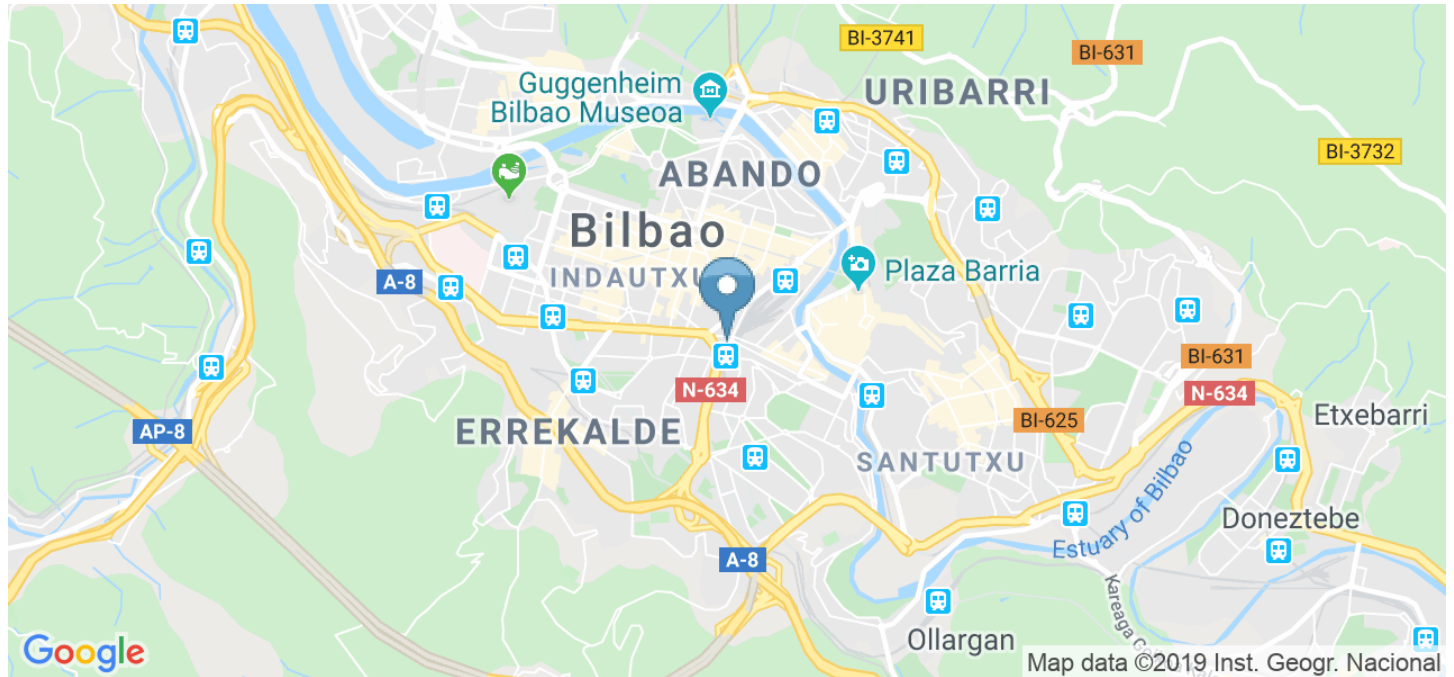 BI-3741
BI-631
Guggenheim
Bilbao Museoa
URIBARRI
BI-3732
ABANDO
Bilbao
Plaza Barria
INDAUTXU
A-8
BI-631
N-634
N-634
Etxebarri
BI-625
AP-8
ERREKALDE
SANTUTXU
Estuary of Bilbao
Doneztebe
A-8
Kareaga
Ollargan
Google
Map data ©2019 Inst. Geogr. Nacional